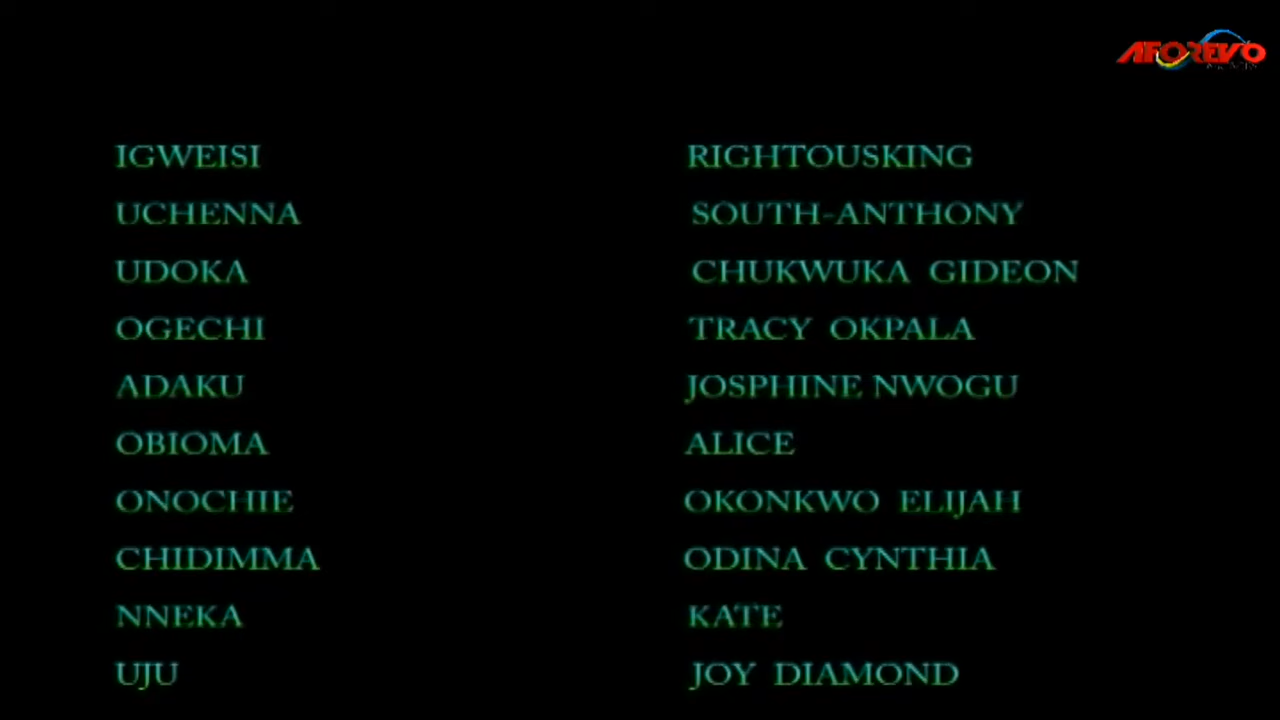 AFOREVO
IGWEISI RIGHTOUSKING
UCHENNA SOUTH-ANTHONY
UDOKA CHUKWUKA GIDEON
OGECHI TRACY OKPALA
ADAKU JOSPHINE NWOGU
OBIOMA ALICE
ONOCHIE OKONKWO ELIJAH
CHIDIMMA ODINA CYNTHIA
NNEKA KATE
UJU JOY DIAMOND